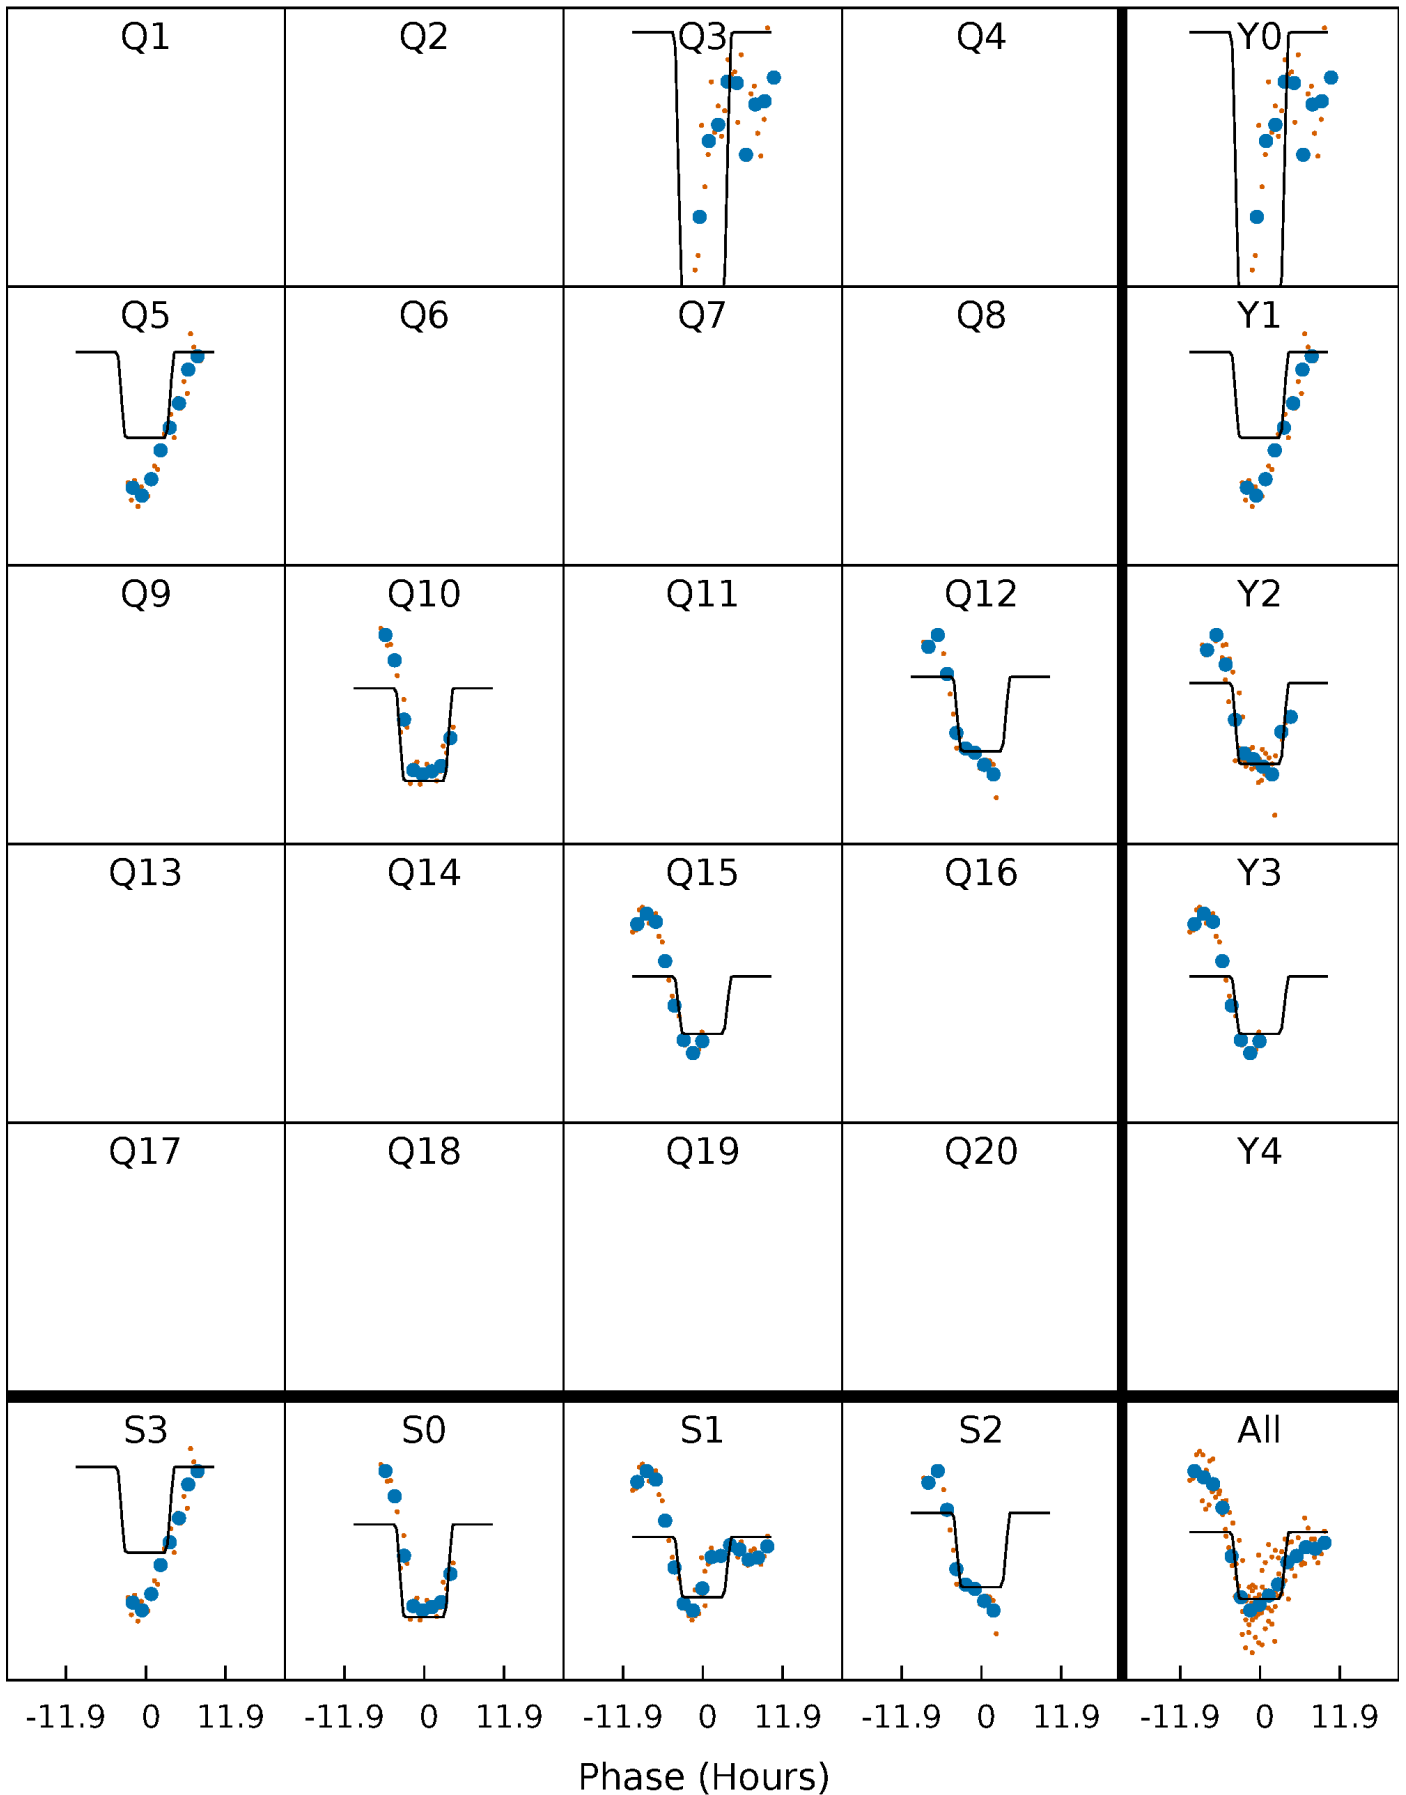 Q1 Q2 Q3 Q4 Y0
Q5 Q6 Q7 Q8 Y1
Q9 Q10 Q11 Q12 Y2
Q13 Q14 Q15 Q16 Y3
Q17 Q18 Q19 Q20 Y4
S3 S0 S1 S2 All
-11.9 0 11.9 -11.9 0 11.9 -11.9 0 11.9 -11.9 0 11.9 -11.9 0 11.9
Phase (Hours)